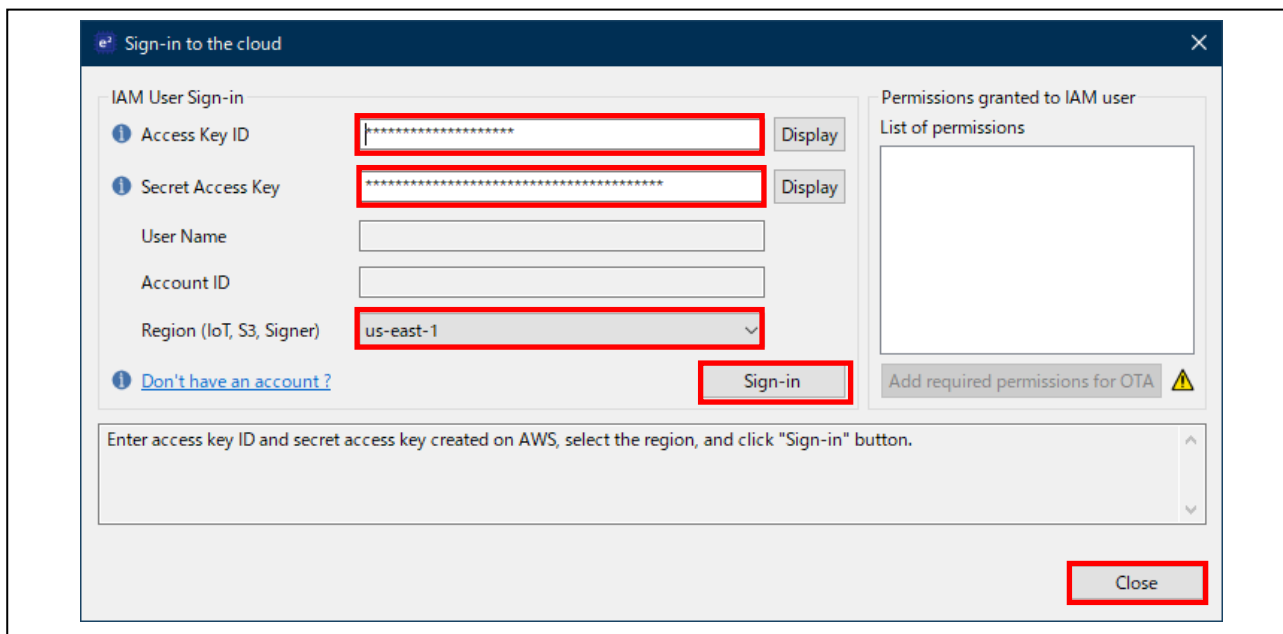 e² Sign-in to the cloud
IAM User Sign-in
Access Key ID
********************
Display
Secret Access Key
****************************************
Display
User Name
Account ID
Region (IoT, S3, Signer)
us-east-1
Don't have an account ?
Sign-in
Permissions granted to IAM user
List of permissions
Add required permissions for OTA
Enter access key ID and secret access key created on AWS, select the region, and click "Sign-in" button.
Close